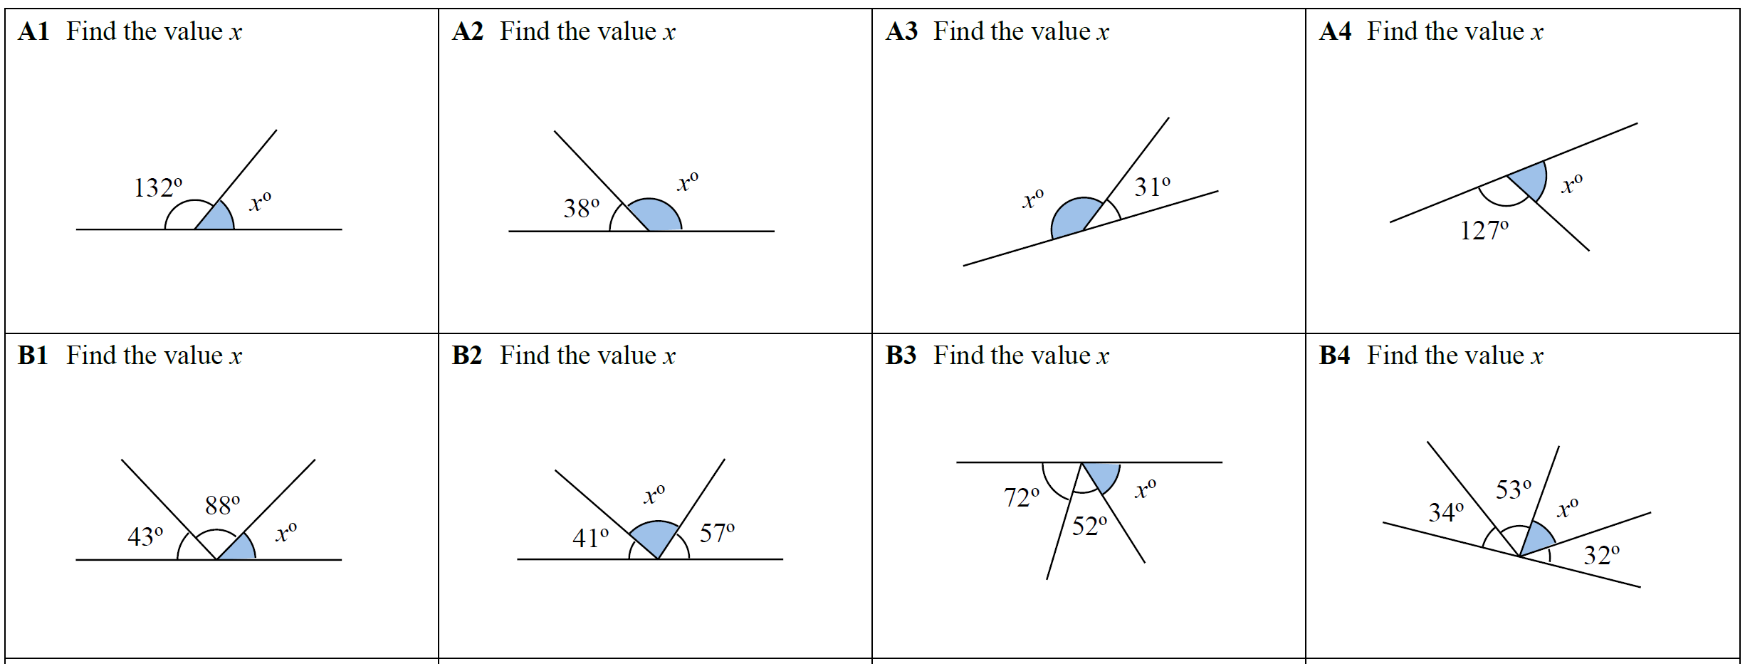 A1 Find the value x
132º
xº
A2 Find the value x
38º
xº
A3 Find the value x
xº
31º
A4 Find the value x
127º
xº
B1 Find the value x
43º
88º
xº
B2 Find the value x
41º
xº
57º
B3 Find the value x
72º
52º
xº
B4 Find the value x
34º
53º
xº
32º